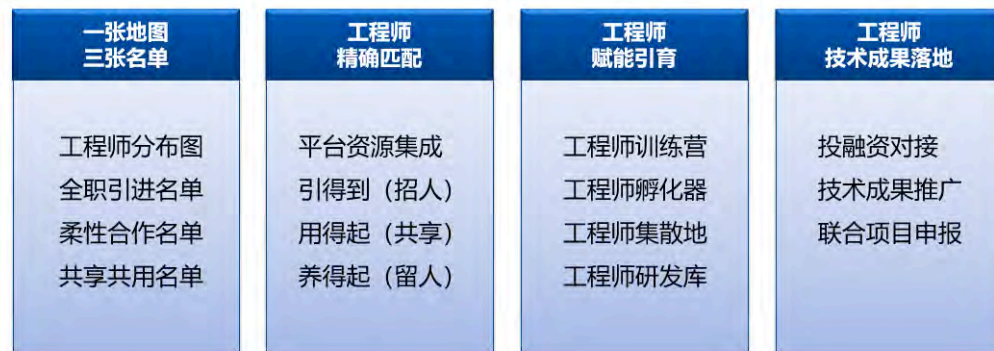 一张地图
三张名单
工程师分布图
全职引进名单
柔性合作名单
共享共用名单
工程师
精确匹配
平台资源集成
引得到（招人）
用得起（共享）
养得起（留人）
工程师
赋能引育
工程师训练营
工程师孵化器
工程师集散地
工程师研发库
工程师
技术成果落地
投融资对接
技术成果推广
联合项目申报